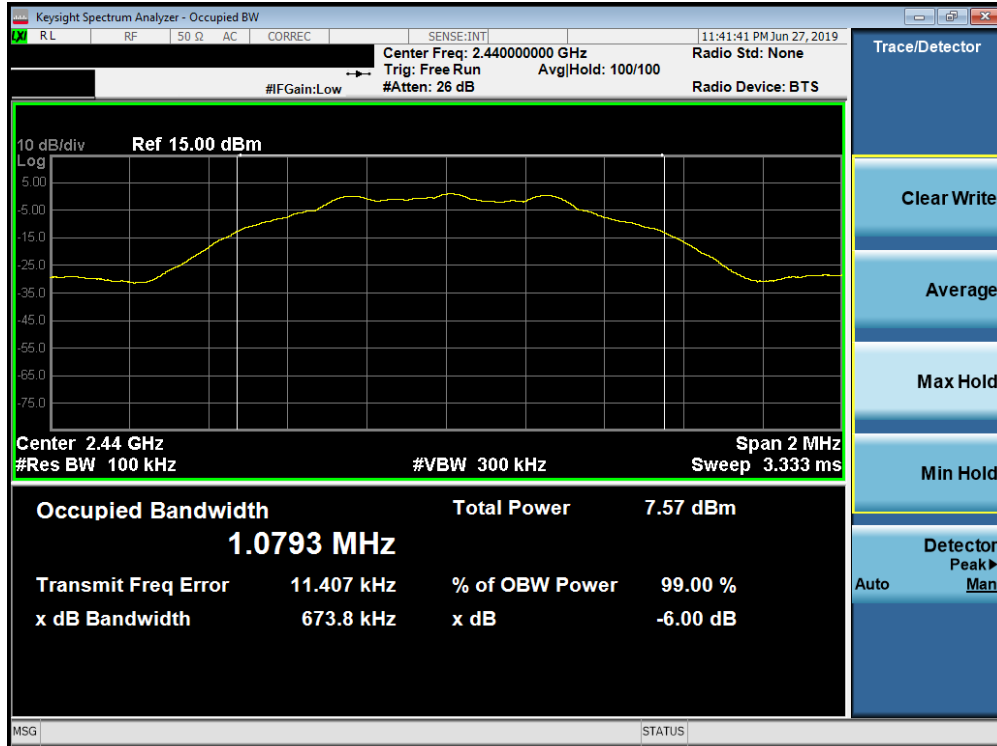 Keysight Spectrum Analyzer - Occupied BW
LXI RL RF 50 Ω AC CORREC SENSE:INT 11:41:41 PM Jun 27, 2019
Center Freq: 2.440000000 GHz Radio Std: None
Trig: Free Run Avg|Hold: 100/100
#IFGain:Low #Atten: 26 dB Radio Device: BTS
10 dB/div Ref 15.00 dBm
Log
5.00
-5.00
-15.0
-25.0
-35.0
-45.0
-55.0
-65.0
-75.0
Center 2.44 GHz Span 2 MHz
#Res BW 100 kHz #VBW 300 kHz Sweep 3.333 ms
Occupied Bandwidth Total Power 7.57 dBm
1.0793 MHz
Transmit Freq Error 11.407 kHz % of OBW Power 99.00 %
x dB Bandwidth 673.8 kHz x dB -6.00 dB
MSG STATUS
Trace/Detector
Clear Write
Average
Max Hold
Min Hold
Detector
Peak▶
Auto Man